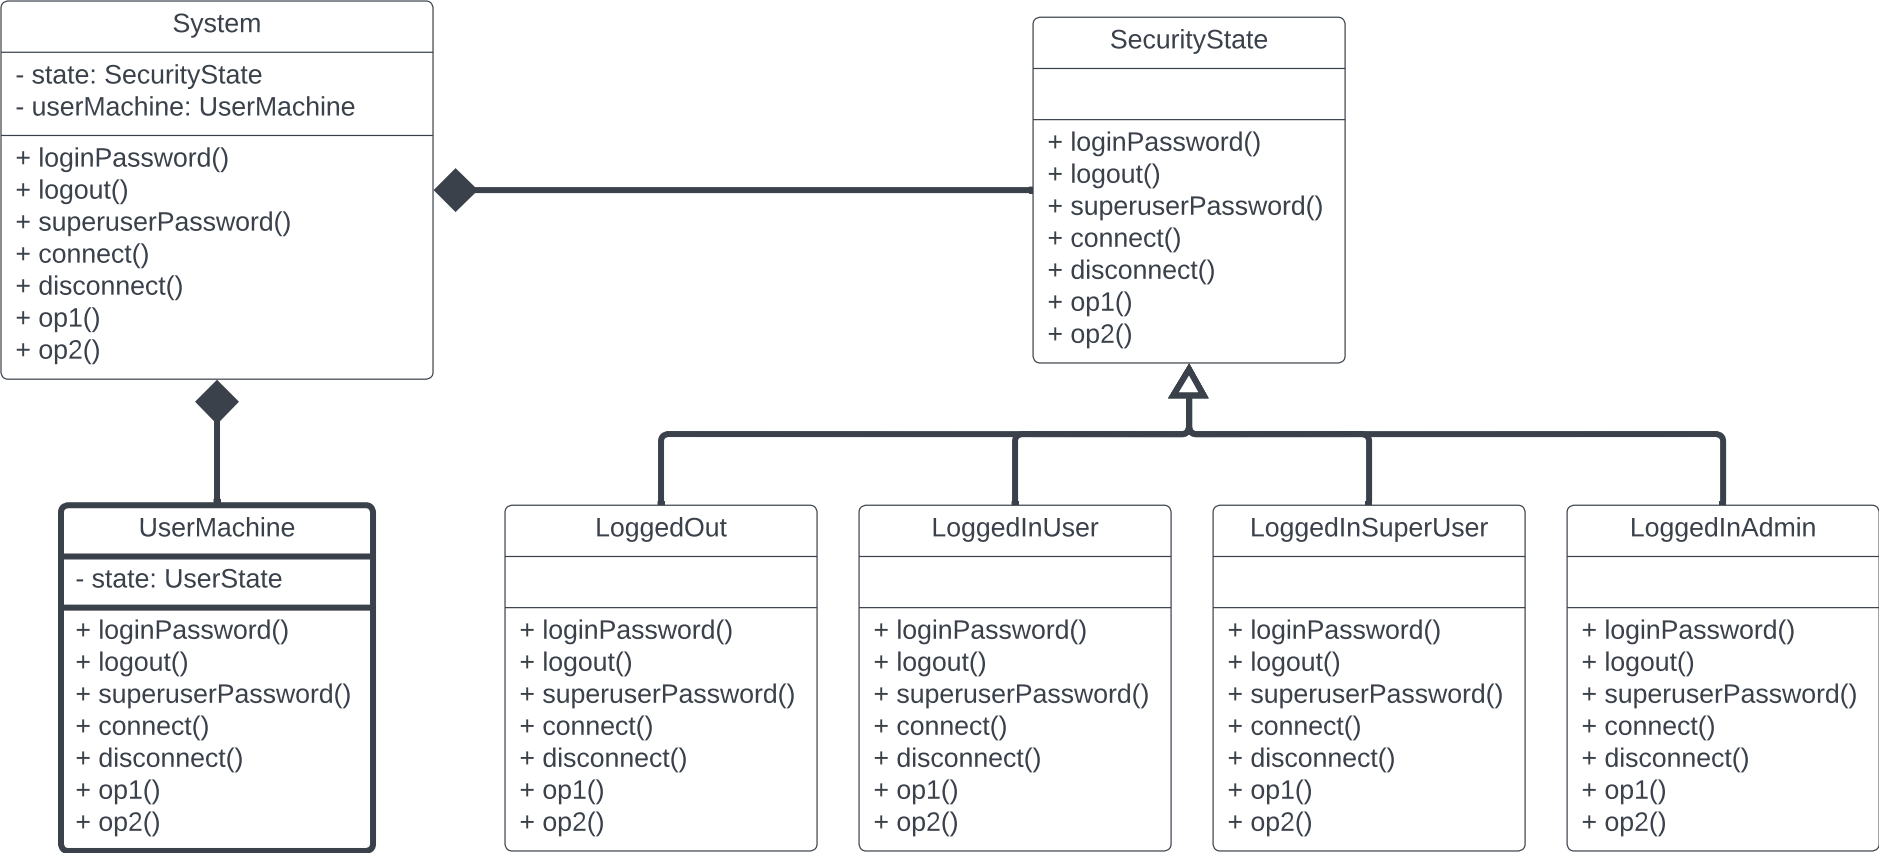 System
- state: SecurityState
- userMachine: UserMachine
+ loginPassword()
+ logout()
+ superuserPassword()
+ connect()
+ disconnect()
+ op1()
+ op2()
SecurityState
+ loginPassword()
+ logout()
+ superuserPassword()
+ connect()
+ disconnect()
+ op1()
+ op2()
UserMachine
- state: UserState
+ loginPassword()
+ logout()
+ superuserPassword()
+ connect()
+ disconnect()
+ op1()
+ op2()
LoggedOut
+ loginPassword()
+ logout()
+ superuserPassword()
+ connect()
+ disconnect()
+ op1()
+ op2()
LoggedInUser
+ loginPassword()
+ logout()
+ superuserPassword()
+ connect()
+ disconnect()
+ op1()
+ op2()
LoggedInSuperUser
+ loginPassword()
+ logout()
+ superuserPassword()
+ connect()
+ disconnect()
+ op1()
+ op2()
LoggedInAdmin
+ loginPassword()
+ logout()
+ superuserPassword()
+ connect()
+ disconnect()
+ op1()
+ op2()